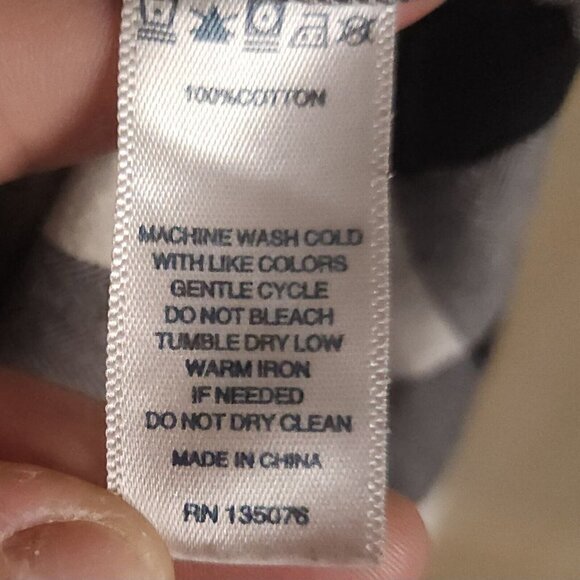 100%COTTON
MACHINE WASH COLD
WITH LIKE COLORS
GENTLE CYCLE
DO NOT BLEACH
TUMBLE DRY LOW
WARM IRON
IF NEEDED
DO NOT DRY CLEAN
MADE IN CHINA
RN 135076